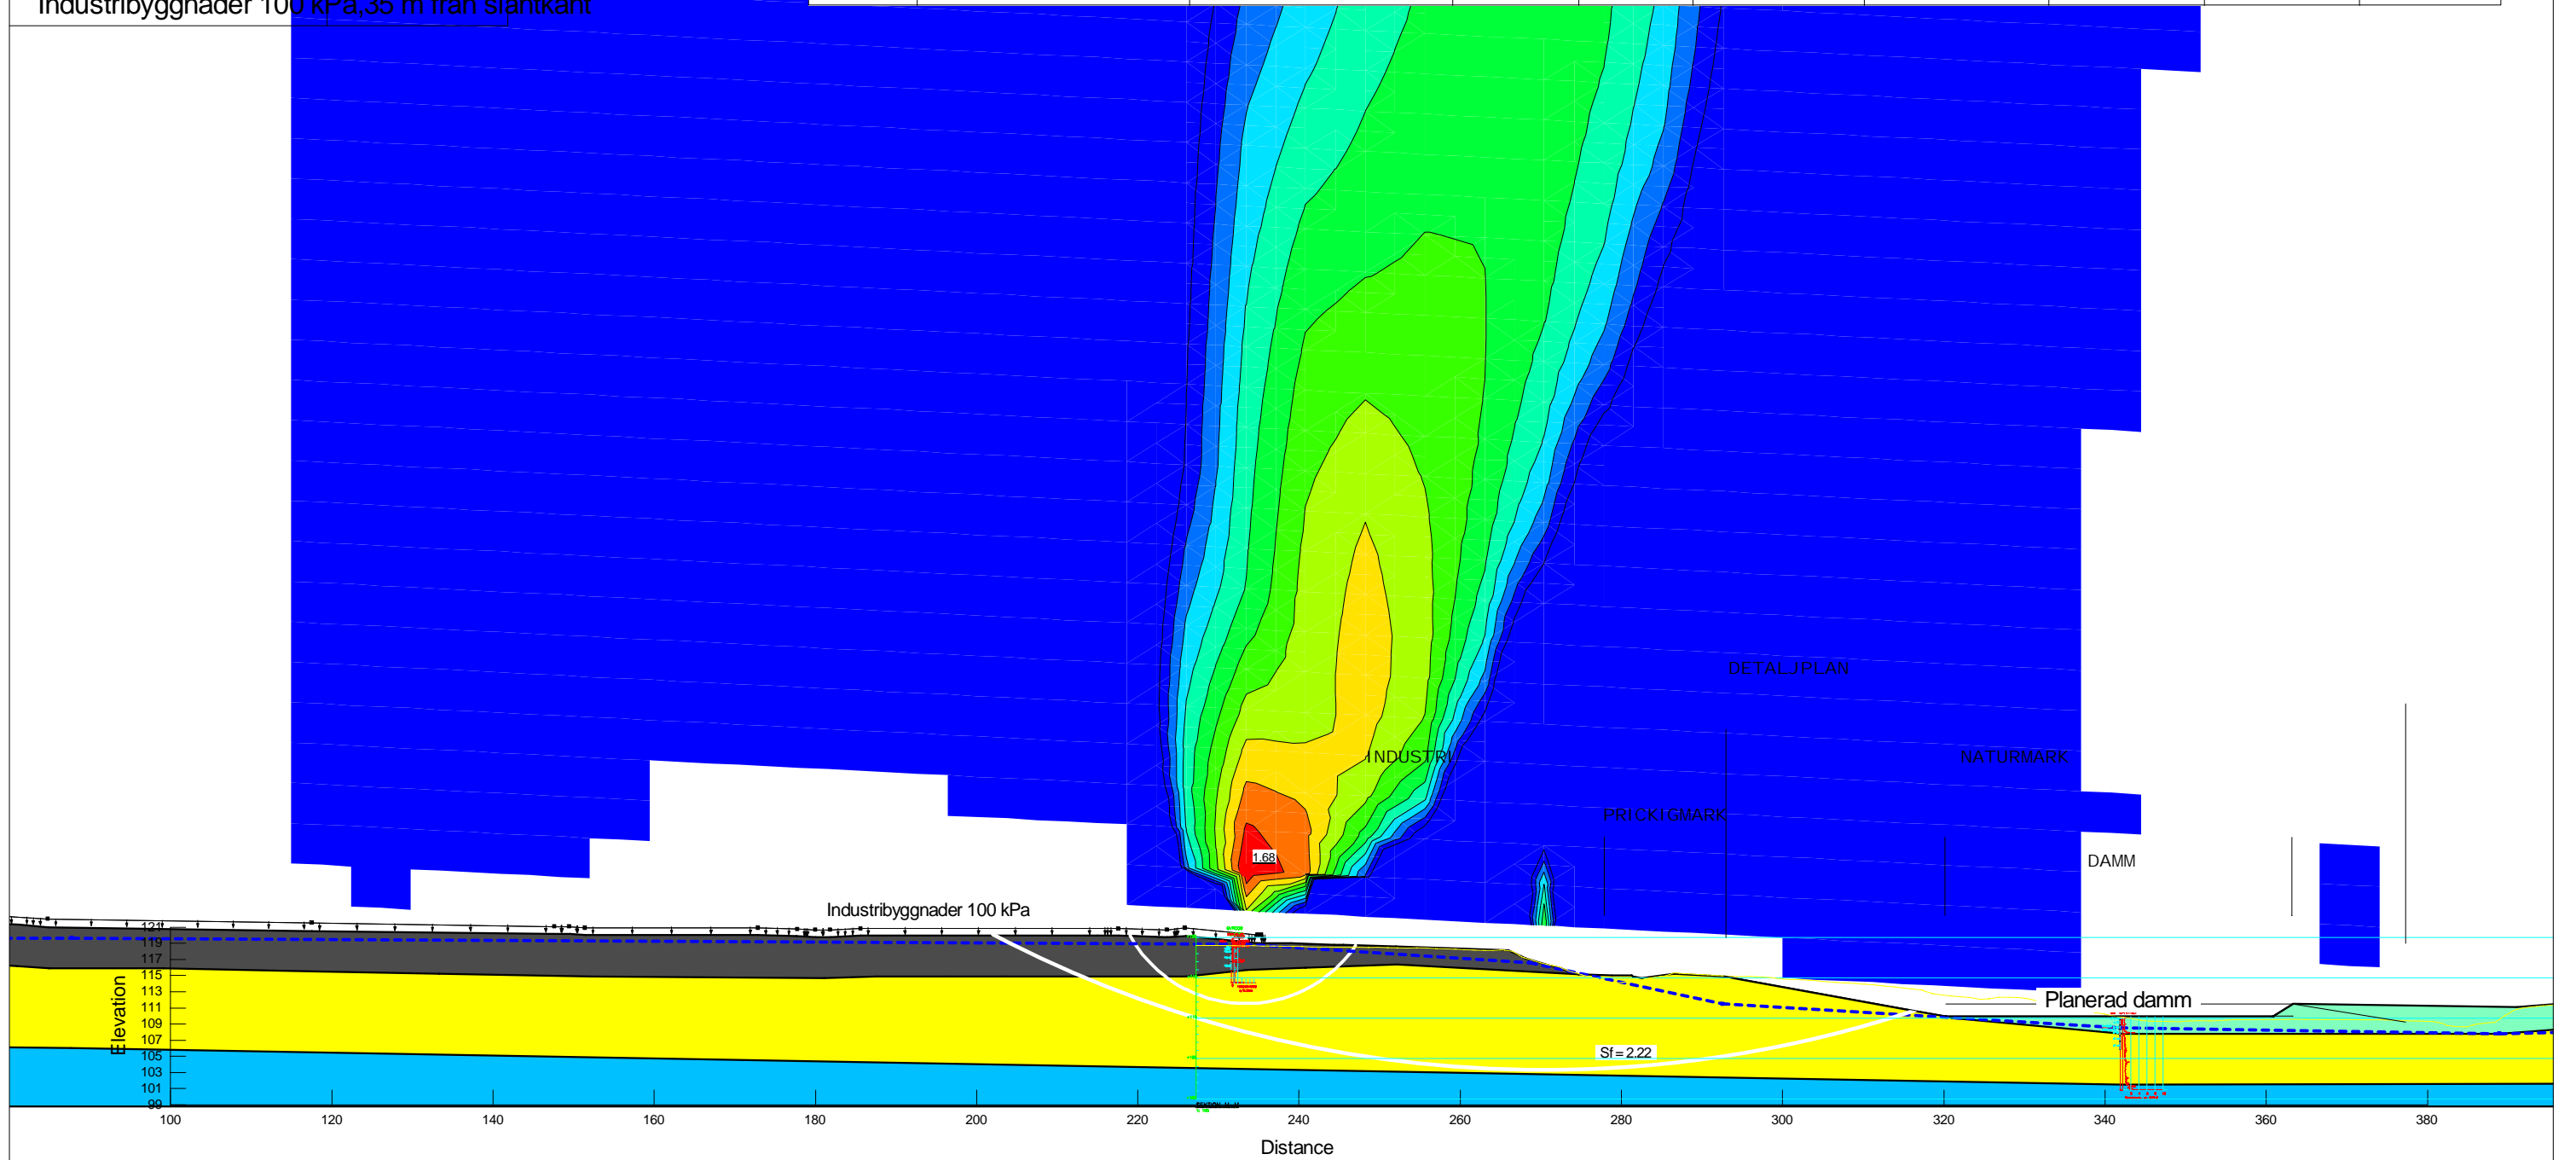 Industribyggnader 100 kPa,35 m från släntkant
DETALJPLAN
INDUSTRI
NATURMARK
PRICKIGMARK
1.68
DAMM
Industribyggnader 100 kPa
Planerad damm
Sf = 2.22
Elevation
121
119
117
115
113
111
109
107
105
103
101
99
100
120
140
160
180
200
220
240
260
280
300
320
340
360
380
Distance